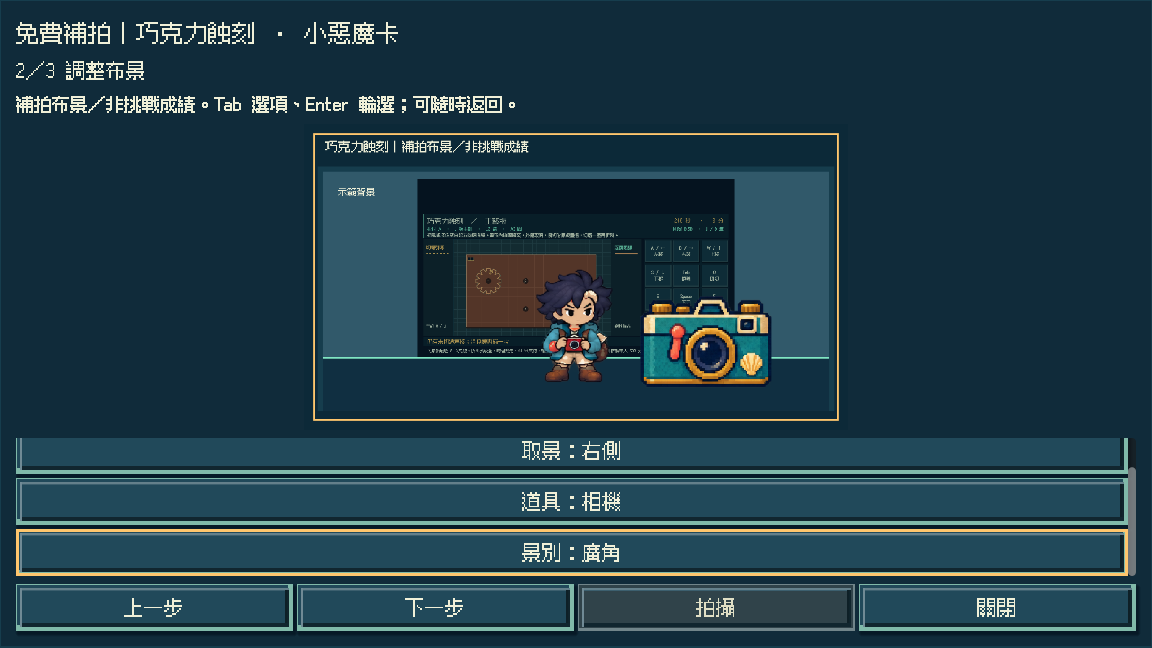 免費補拍｜巧克力蝕刻 · 小惡魔卡
2／3 調整布景
補拍布景／非挑戰成績。Tab 選項、Enter 輪選；可隨時返回。
巧克力蝕刻｜補拍布景／非挑戰成績
示範背景
取景：右側
道具：相機
景別：廣角
上一步
下一步
拍攝
關閉